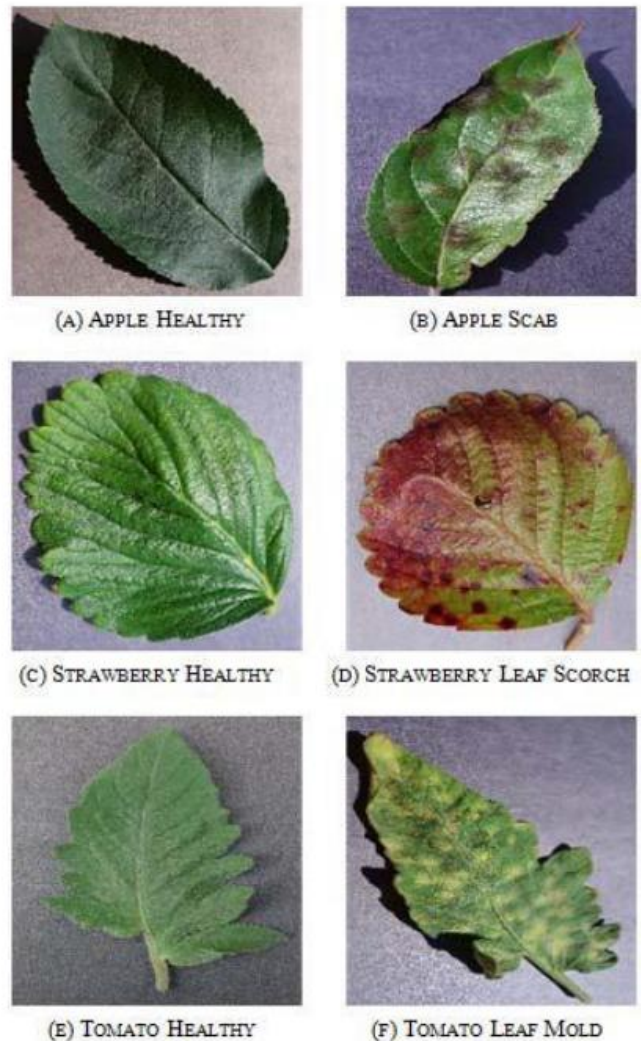 (A) APPLE HEALTHY
(B) APPLE SCAB
(C) STRAWBERRY HEALTHY
(D) STRAWBERRY LEAF SCORCH
(E) TOMATO HEALTHY
(F) TOMATO LEAF MOLD